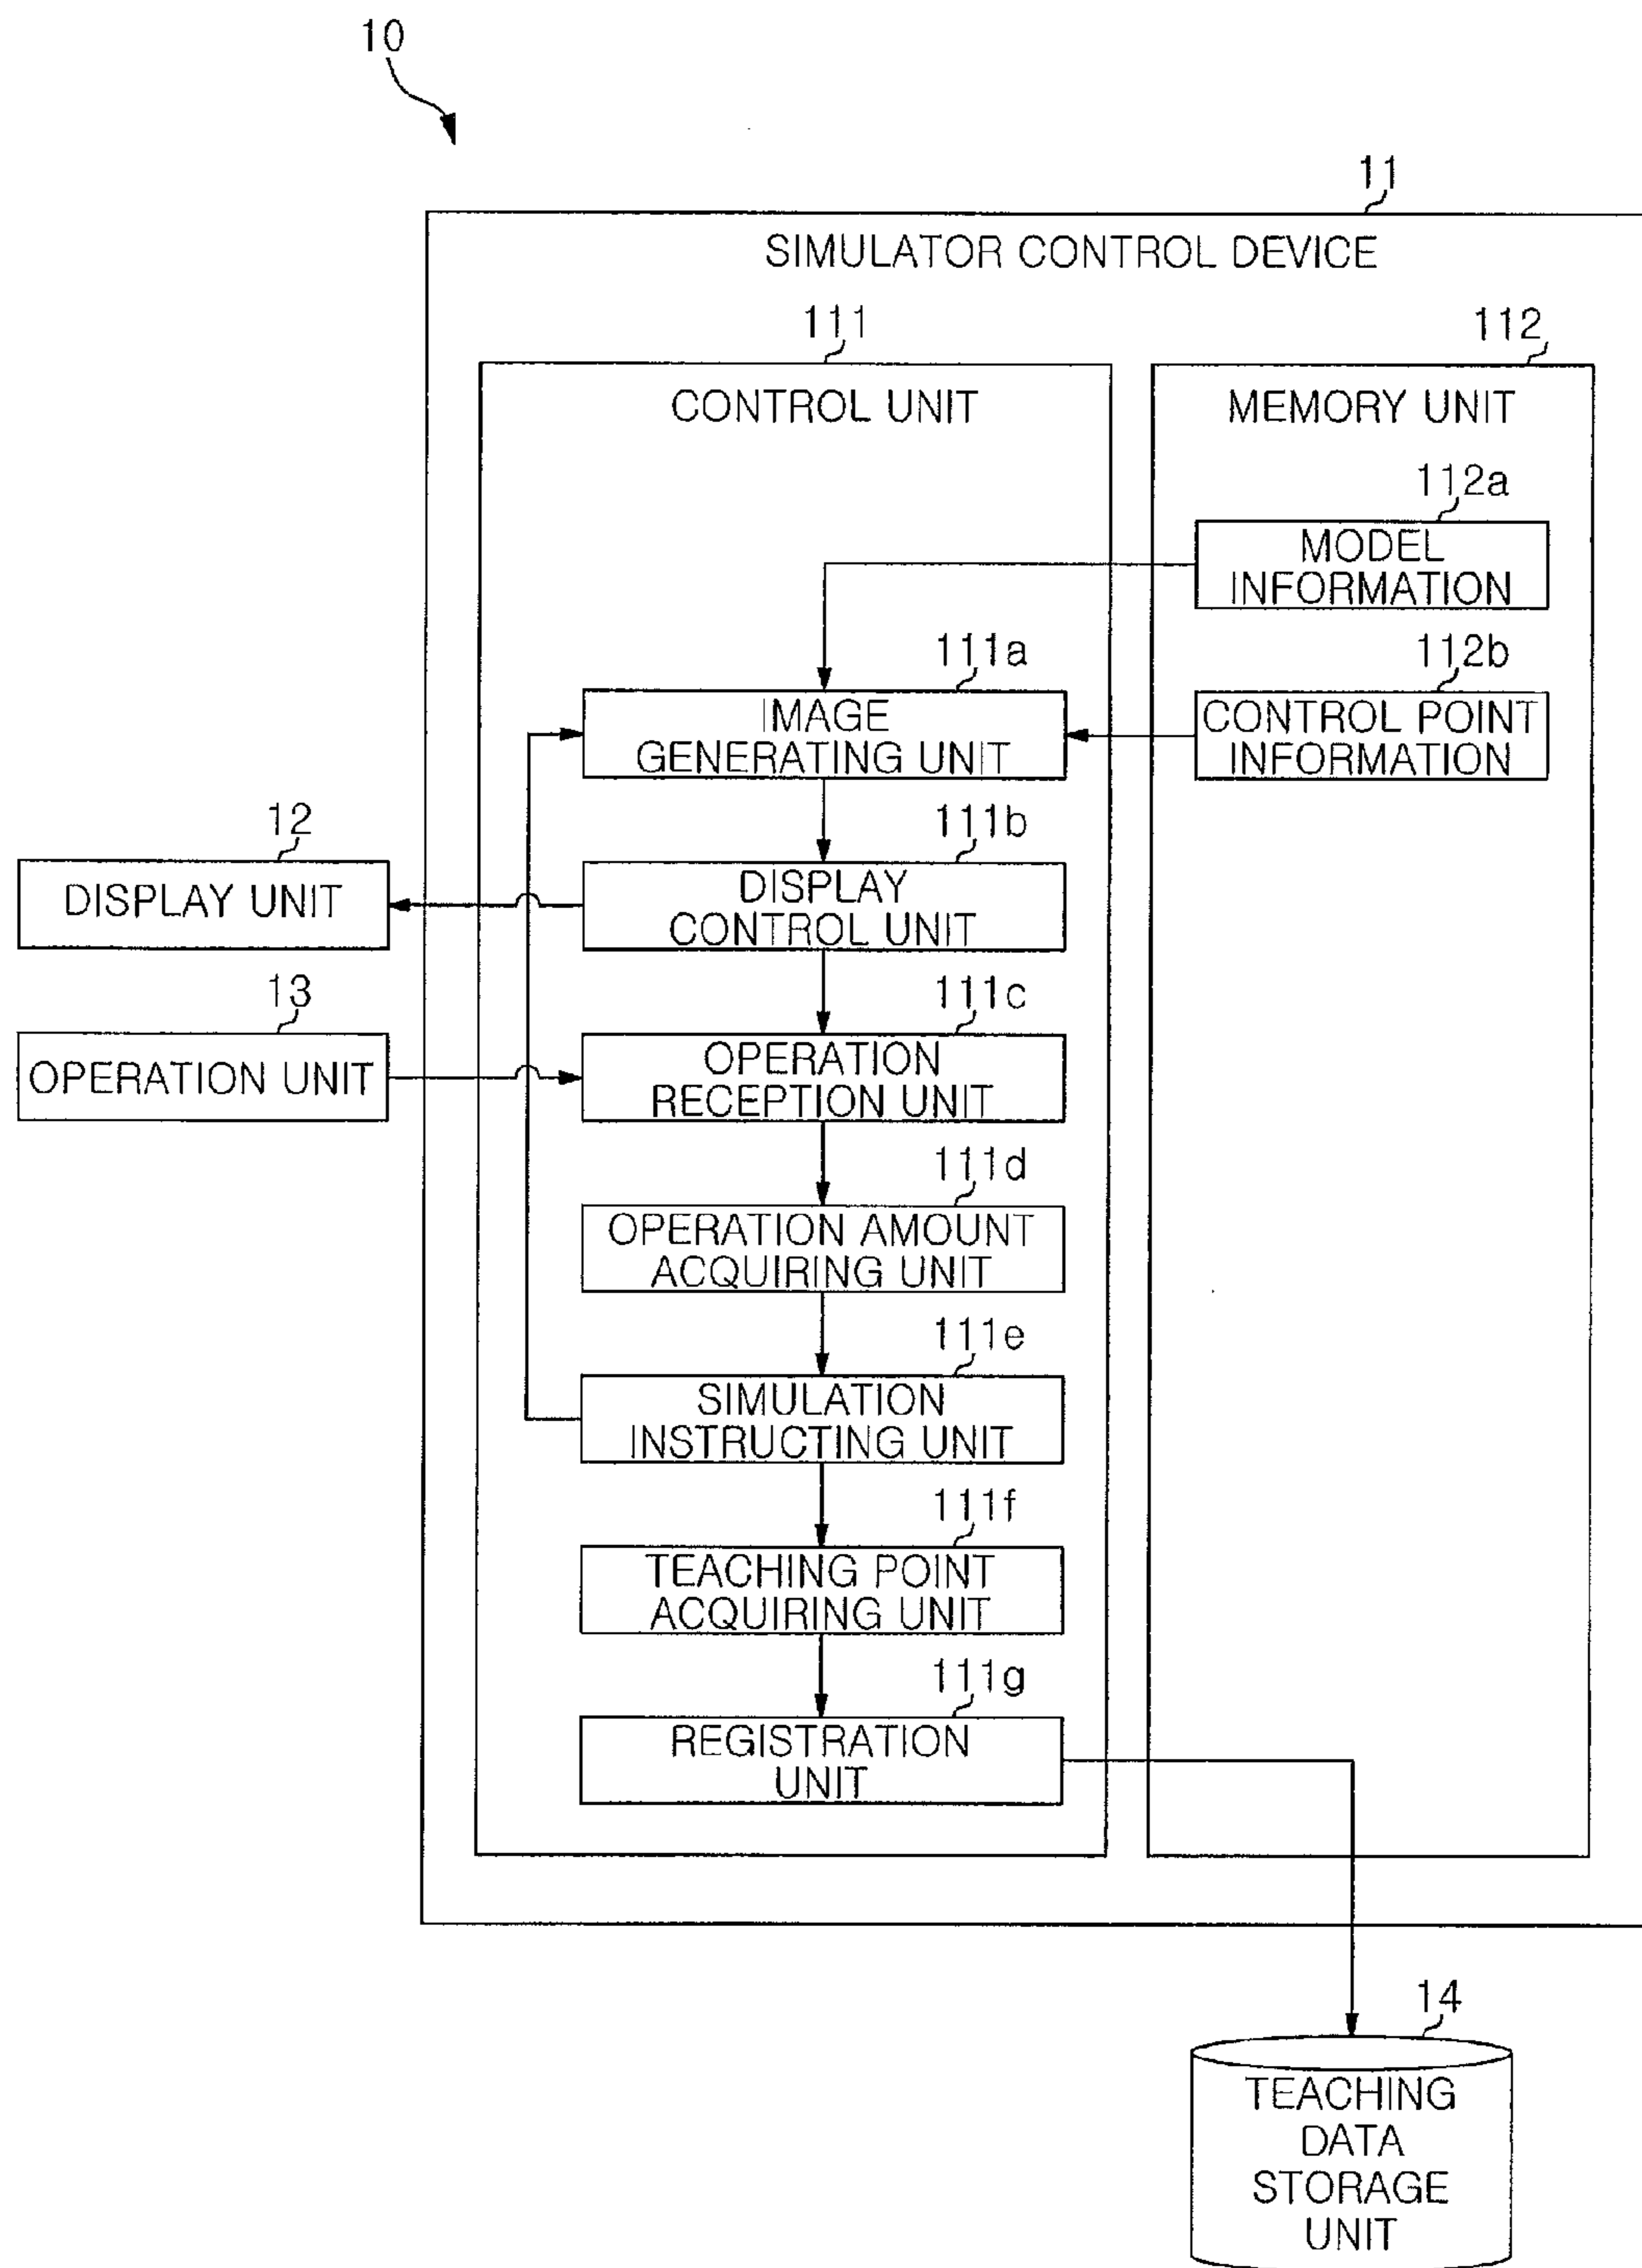 10
11
SIMULATOR CONTROL DEVICE
111
CONTROL UNIT
112
MEMORY UNIT
112a
MODEL
INFORMATION
112b
CONTROL POINT
INFORMATION
111a
IMAGE
GENERATING UNIT
111b
DISPLAY
CONTROL UNIT
12
DISPLAY UNIT
13
OPERATION UNIT
111c
OPERATION
RECEPTION UNIT
111d
OPERATION AMOUNT
ACQUIRING UNIT
111e
SIMULATION
INSTRUCTING UNIT
111f
TEACHING POINT
ACQUIRING UNIT
111g
REGISTRATION
UNIT
14
TEACHING
DATA
STORAGE
UNIT